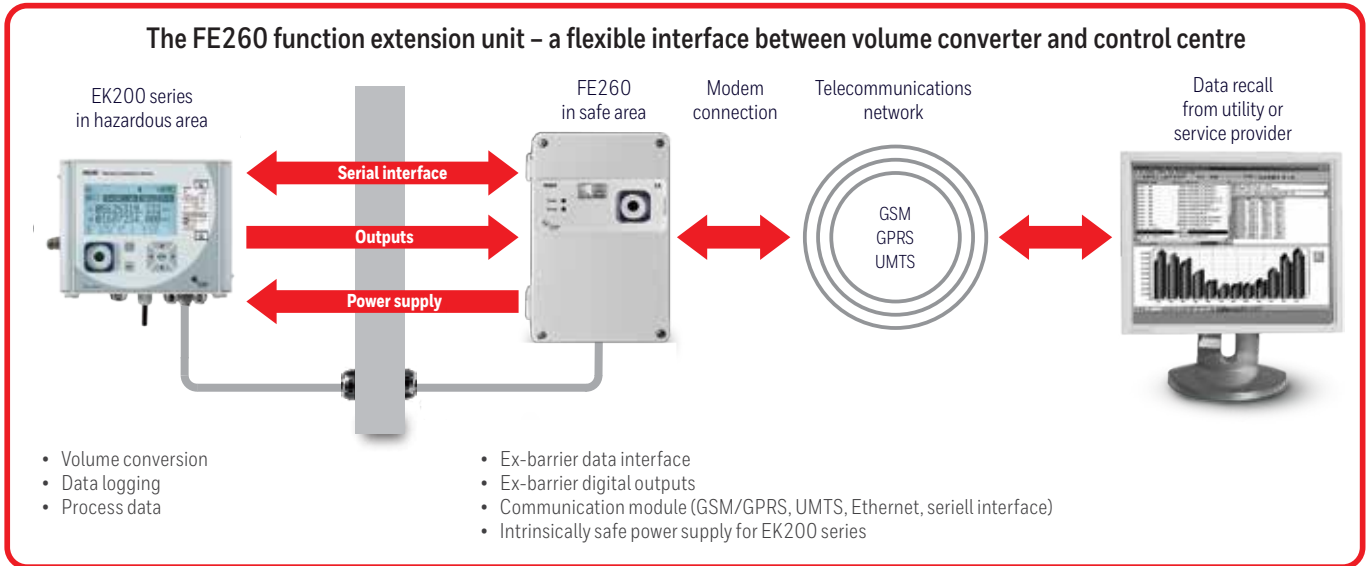 The FE260 function extension unit – a flexible interface between volume converter and control centre
EK200 series
in hazardous area
FE260
in safe area
Modem
connection
Telecommunications
network
Data recall
from utility or
service provider
Serial interface
Outputs
Power supply
GSM
GPRS
UMTS
• Volume conversion
• Data logging
• Process data
• Ex-barrier data interface
• Ex-barrier digital outputs
• Communication module (GSM/GPRS, UMTS, Ethernet, seriell interface)
• Intrinsically safe power supply for EK200 series